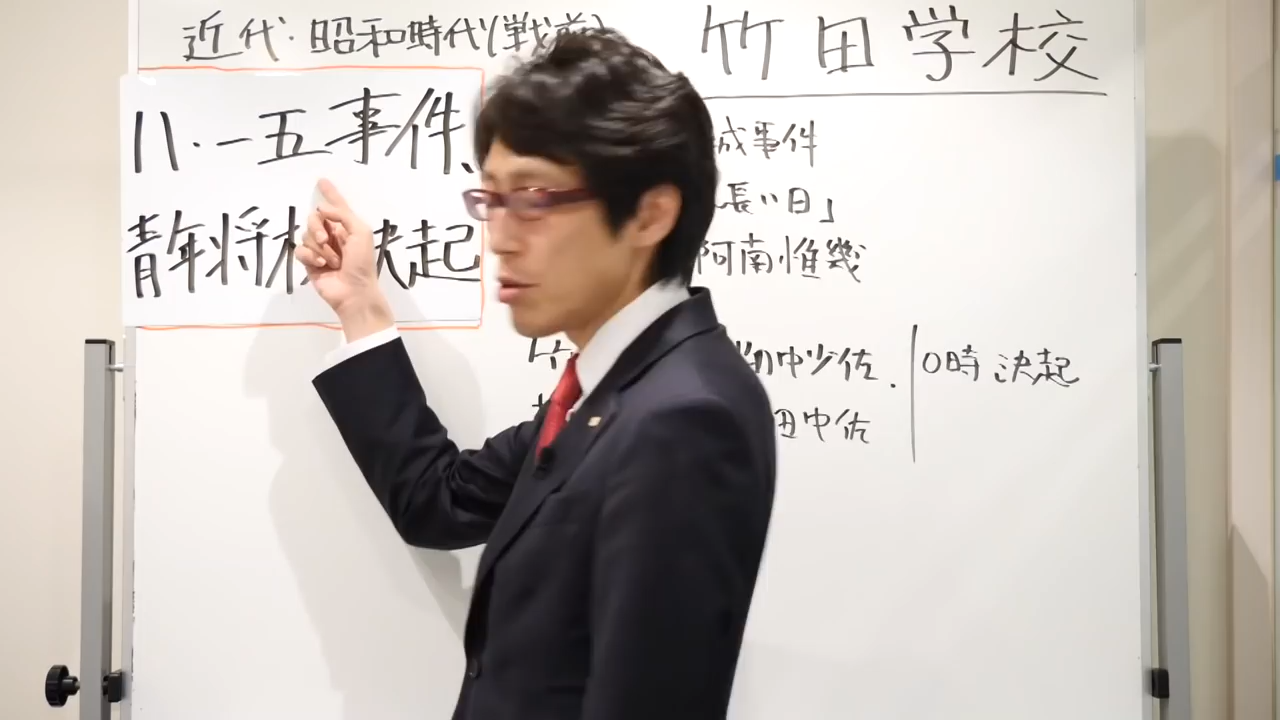 近代・昭和時代(戦前)
竹田学校
八・一五事件、
青年将校決起
城事件
長い日」
阿南惟幾
竹
中少佐.
田中佐
0時決起